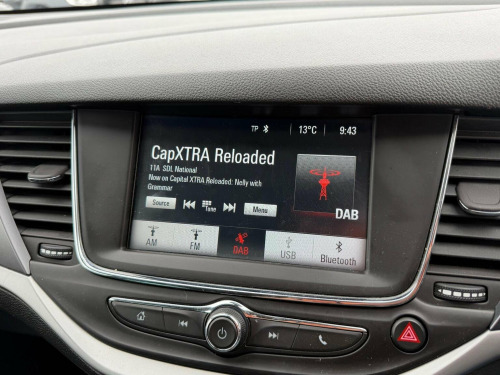 TP 13°C 9:43
CapXTRA Reloaded
11A SDL National
Now on Capital XTRA Reloaded: Nelly with
Grammar
DAB
Source Tune Menu
AM FM DAB USB Bluetooth